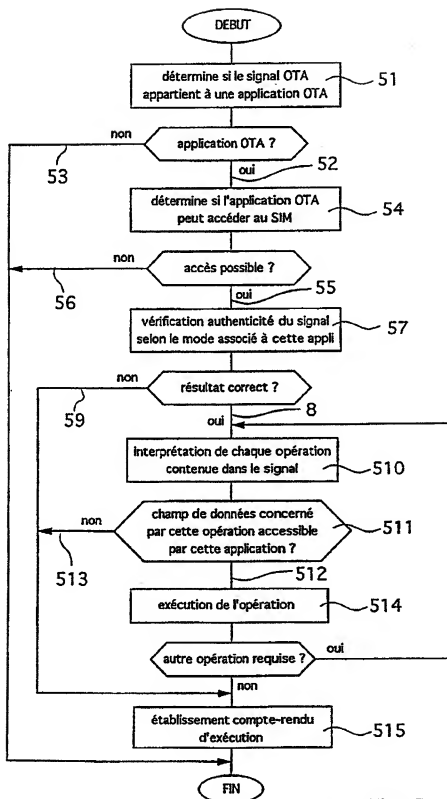 DEBUT
détermine si le signal OTA
appartient à une application OTA
51
non
application OTA ?
53
oui
52
détermine si l'application OTA
peut accéder au SIM
54
non
accès possible ?
56
oui
55
vérification authenticité du signal
selon le mode associé à cette appli
57
non
résultat correct ?
59
oui
8
interprétation de chaque opération
contenue dans le signal
510
non
champ de données concerné
par cette opération accessible
par cette application ?
511
513
512
exécution de l'opération
514
autre opération requise ?
oui
non
établissement compte-rendu
d'exécution
515
FIN